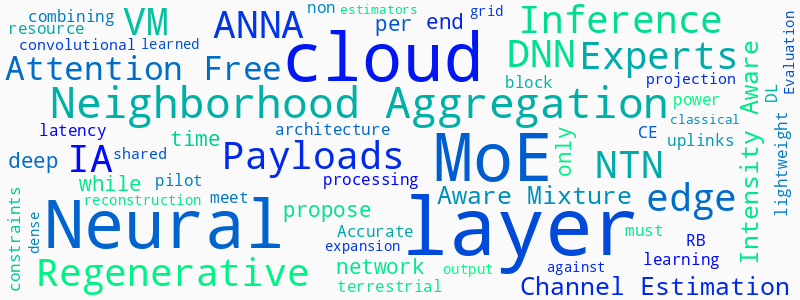 combining
VM
ANNA
per
end
non
estimators
grid
Inference
resource
convolutional
learned
cloud
DNN
Experts
Attention Free
block
projection
Neighborhood Aggregation
power
classical
latency
time
architecture
CE
uplinks
only
IA
shared
Payloads
MoE
NTN
deep
while
pilot
processing
reconstruction
meet
Aware Mixture
edge
Neural
propose
Accurate
layer
must
expansion
RB
learning
Regenerative
network
output
against
terrestrial
Channel Estimation
constraints
dense
Intensity Aware
DL
lightweight
Evaluation